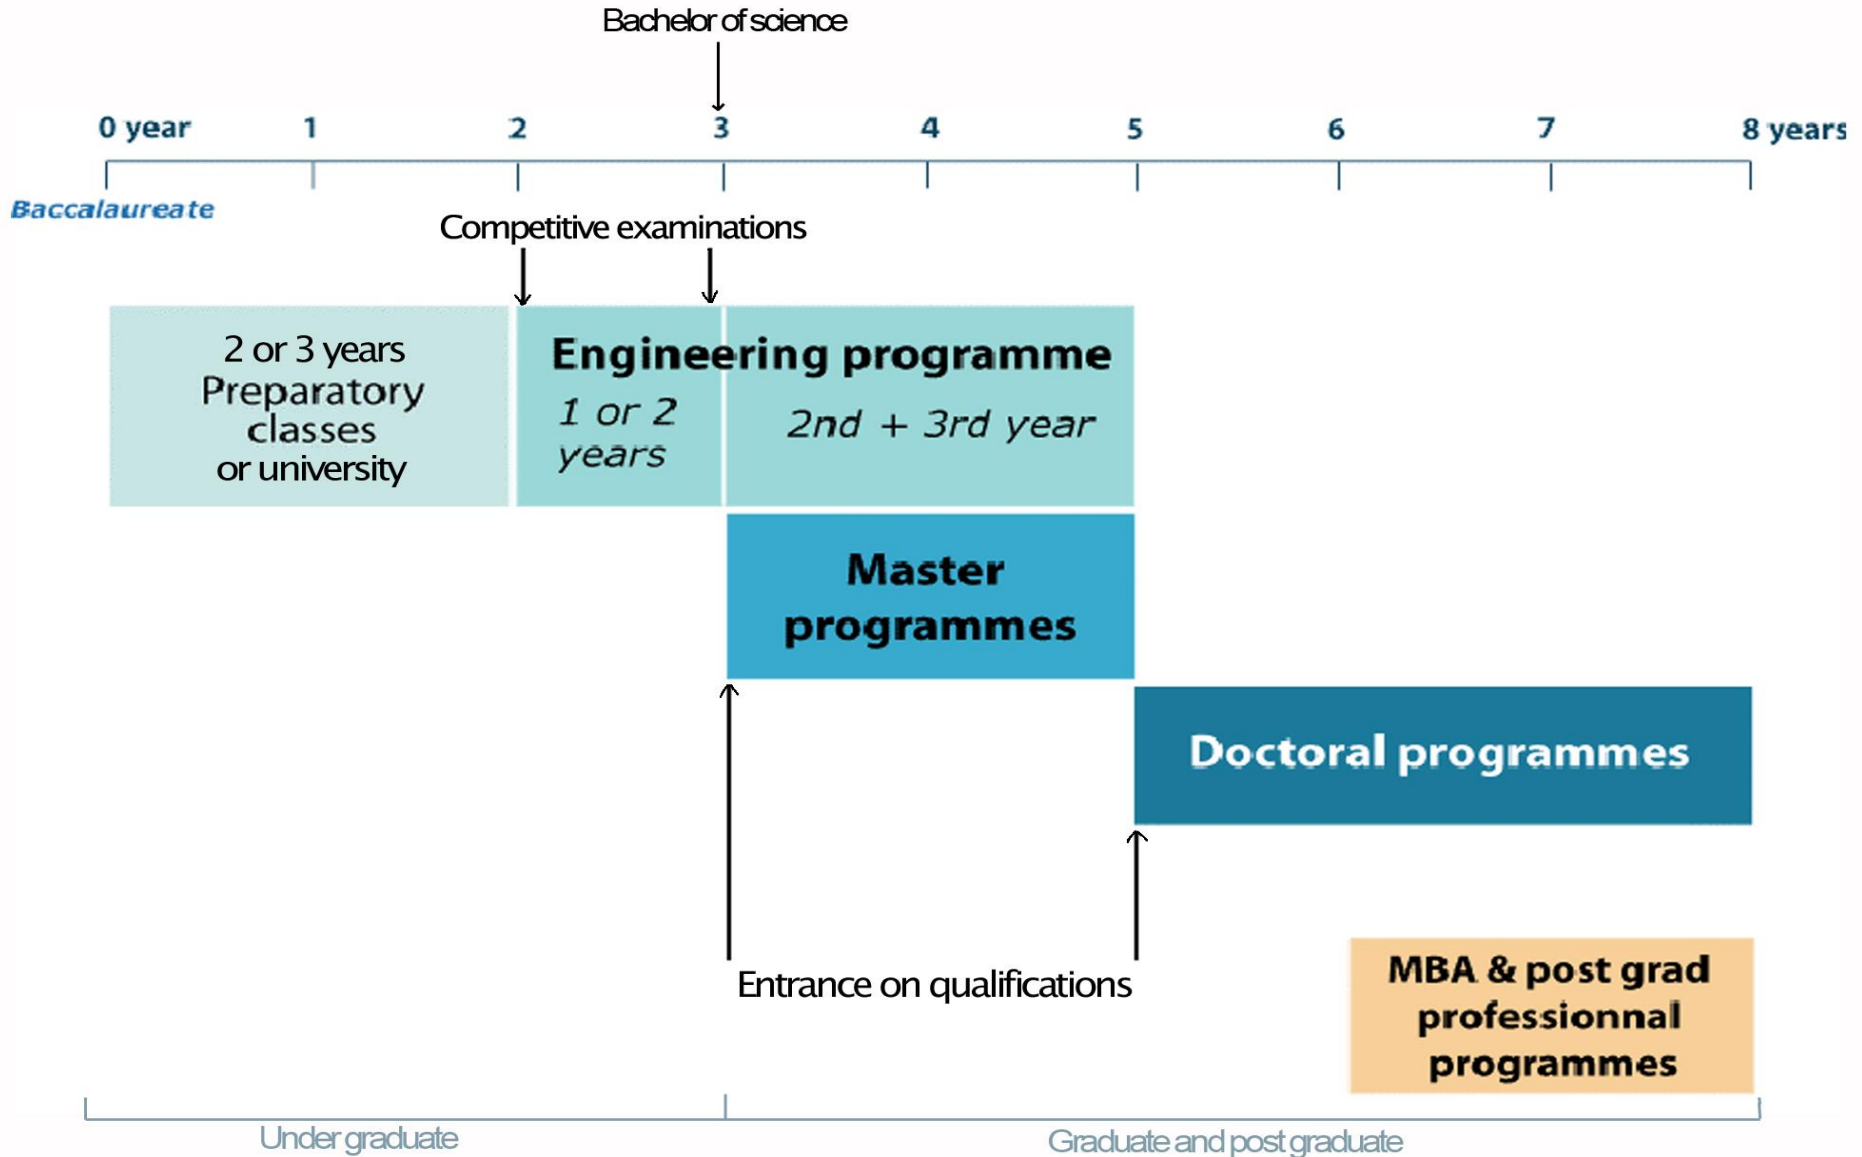 Bachelor of science
0 year 1 2 3 4 5 6 7 8 years
Baccalaureate
Competitive examinations
2 or 3 years
Preparatory
classes
or university
Engineering programme
1 or 2
years
2nd + 3rd year
Master
programmes
Doctoral programmes
Entrance on qualifications
MBA & post grad
professionnal
programmes
Under graduate
Graduate and post graduate